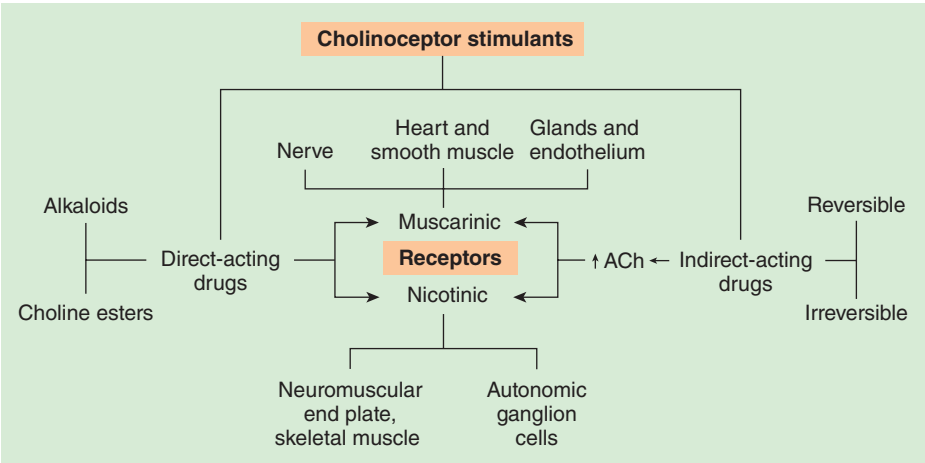 Cholinoceptor stimulants
Nerve
Heart and
smooth muscle
Glands and
endothelium
Alkaloids
Reversible
Muscarinic
Direct-acting
drugs
Receptors
↑ ACh
Indirect-acting
drugs
Nicotinic
Choline esters
Irreversible
Neuromuscular
end plate,
skeletal muscle
Autonomic
ganglion
cells